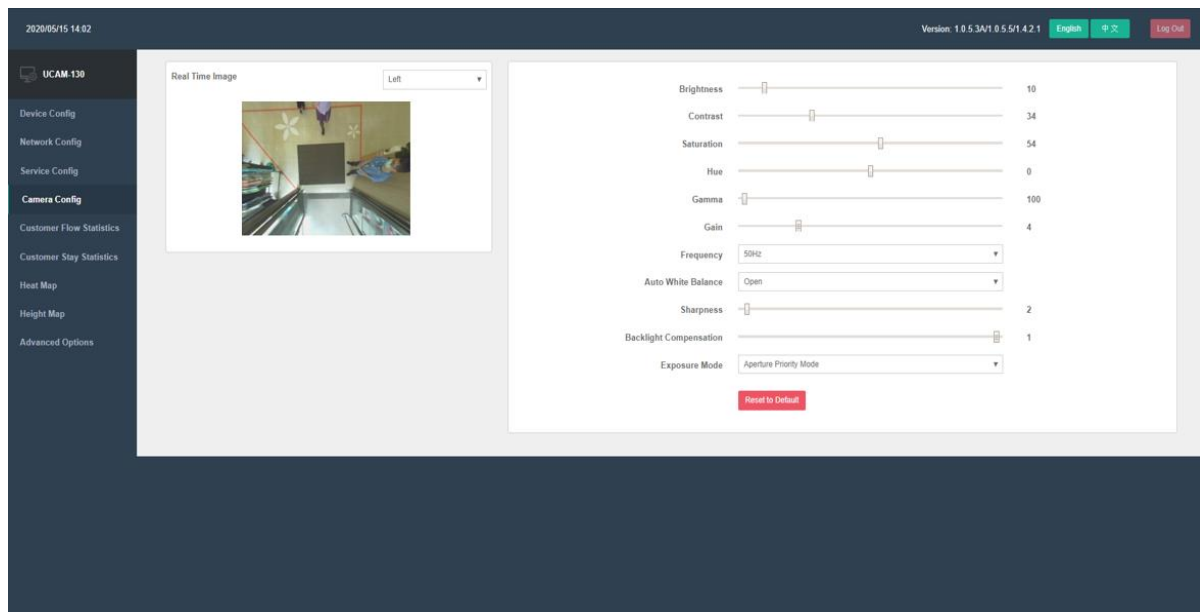 2020/05/15 14:02
Version: 1.0.5.3A/1.0.5.5/1.4.2.1
English
中文
Log Out
UCAM-130
Device Config
Network Config
Service Config
Camera Config
Customer Flow Statistics
Customer Stay Statistics
Heat Map
Height Map
Advanced Options
Real Time Image
Left
Brightness 10
Contrast 34
Saturation 54
Hue 0
Gamma 100
Gain 4
Frequency 50Hz
Auto White Balance Open
Sharpness 2
Backlight Compensation 1
Exposure Mode Aperture Priority Mode
Reset to Default